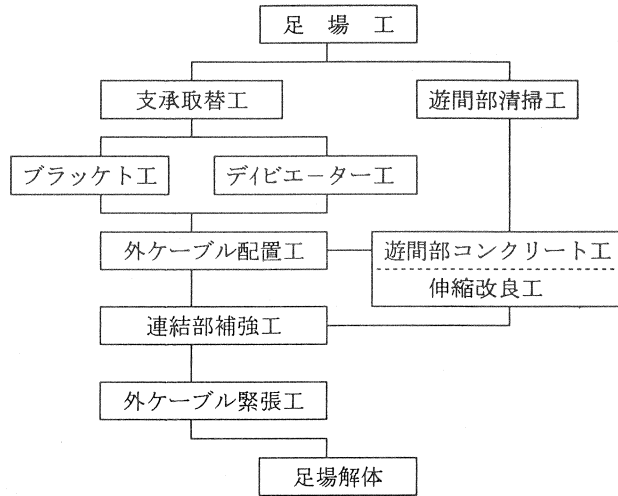 足場工
支承取替工
遊間部清掃工
ブラッケト工
デイビエーター工
外ケーブル配置工
遊間部コンクリート工
伸縮改良工
連結部補強工
外ケーブル緊張工
足場解体